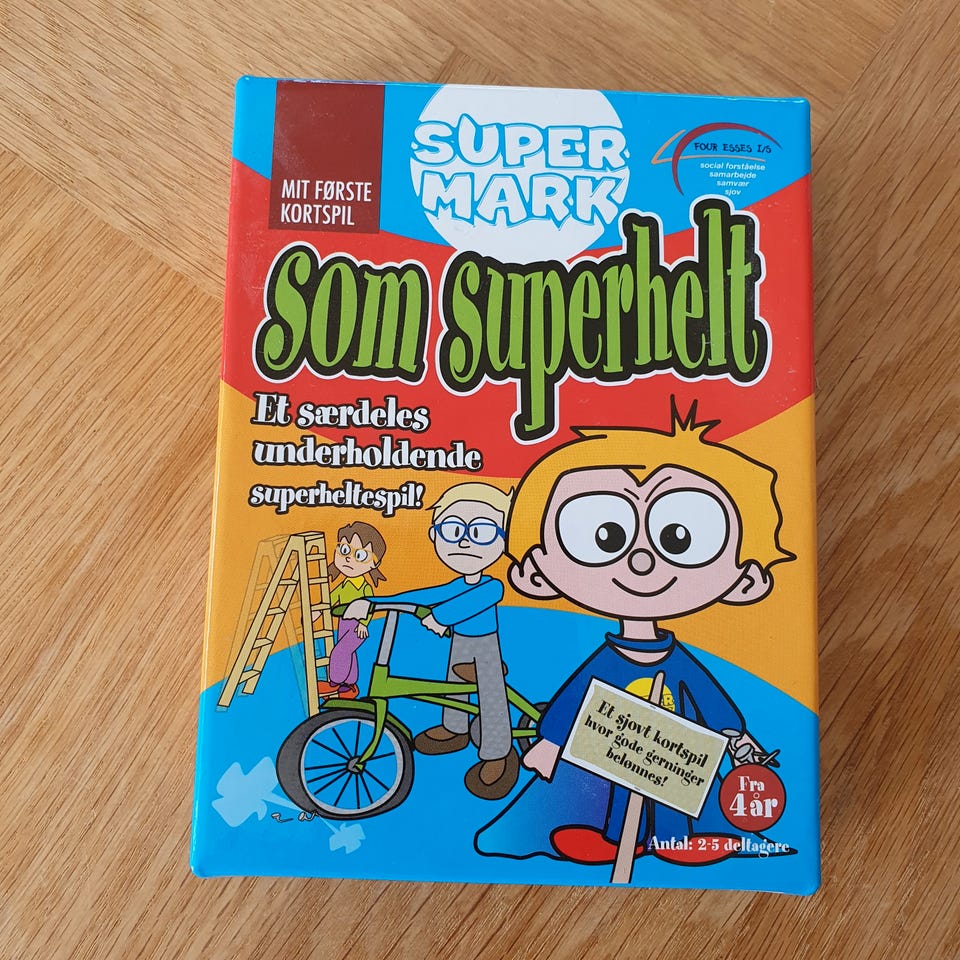 MIT FØRSTE
KORTSPIL
SUPER
MARK
FOUR ESSES I/S
social forståelse
samarbejde
samvær
sjov
som superhelt
Et særdeles
underholdende
superheltespil!
Et sjovt kortspil
hvor gode gerninger
belønnes!
Fra
4 år
Antal: 2-5 deltagere